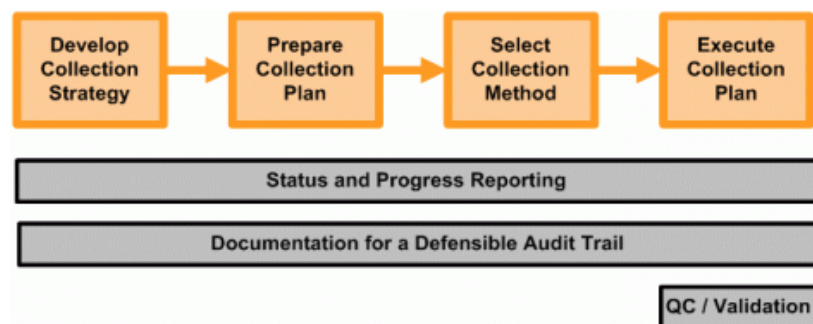 Develop
Collection
Strategy
Prepare
Collection
Plan
Select
Collection
Method
Execute
Collection
Plan
Status and Progress Reporting
Documentation for a Defensible Audit Trail
QC / Validation